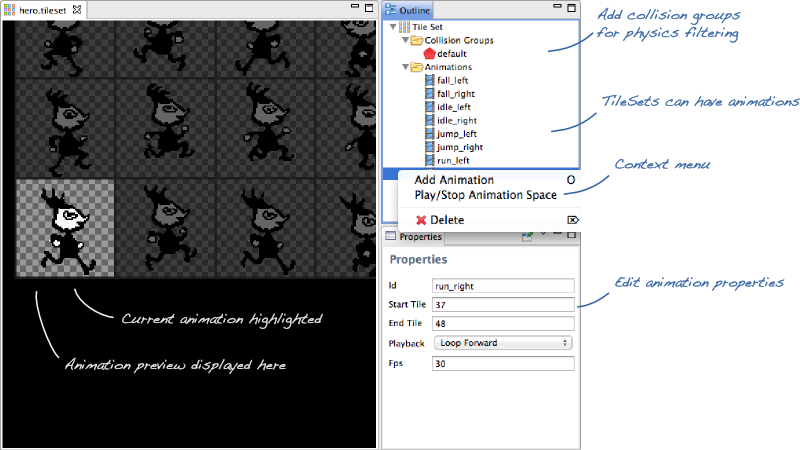 hero.tileset
Outline
Tile Set
Collision Groups
default
Animations
fall_left
fall_right
idle_left
idle_right
jump_left
jump_right
run_left
Add Animation O
Play/Stop Animation Space
Delete
Properties
Properties
Id run_right
Start Tile 37
End Tile 48
Playback Loop Forward
Fps 30
Add collision groups
for physics filtering
TileSets can have animations
Context menu
Edit animation properties
Current animation highlighted
Animation preview displayed here